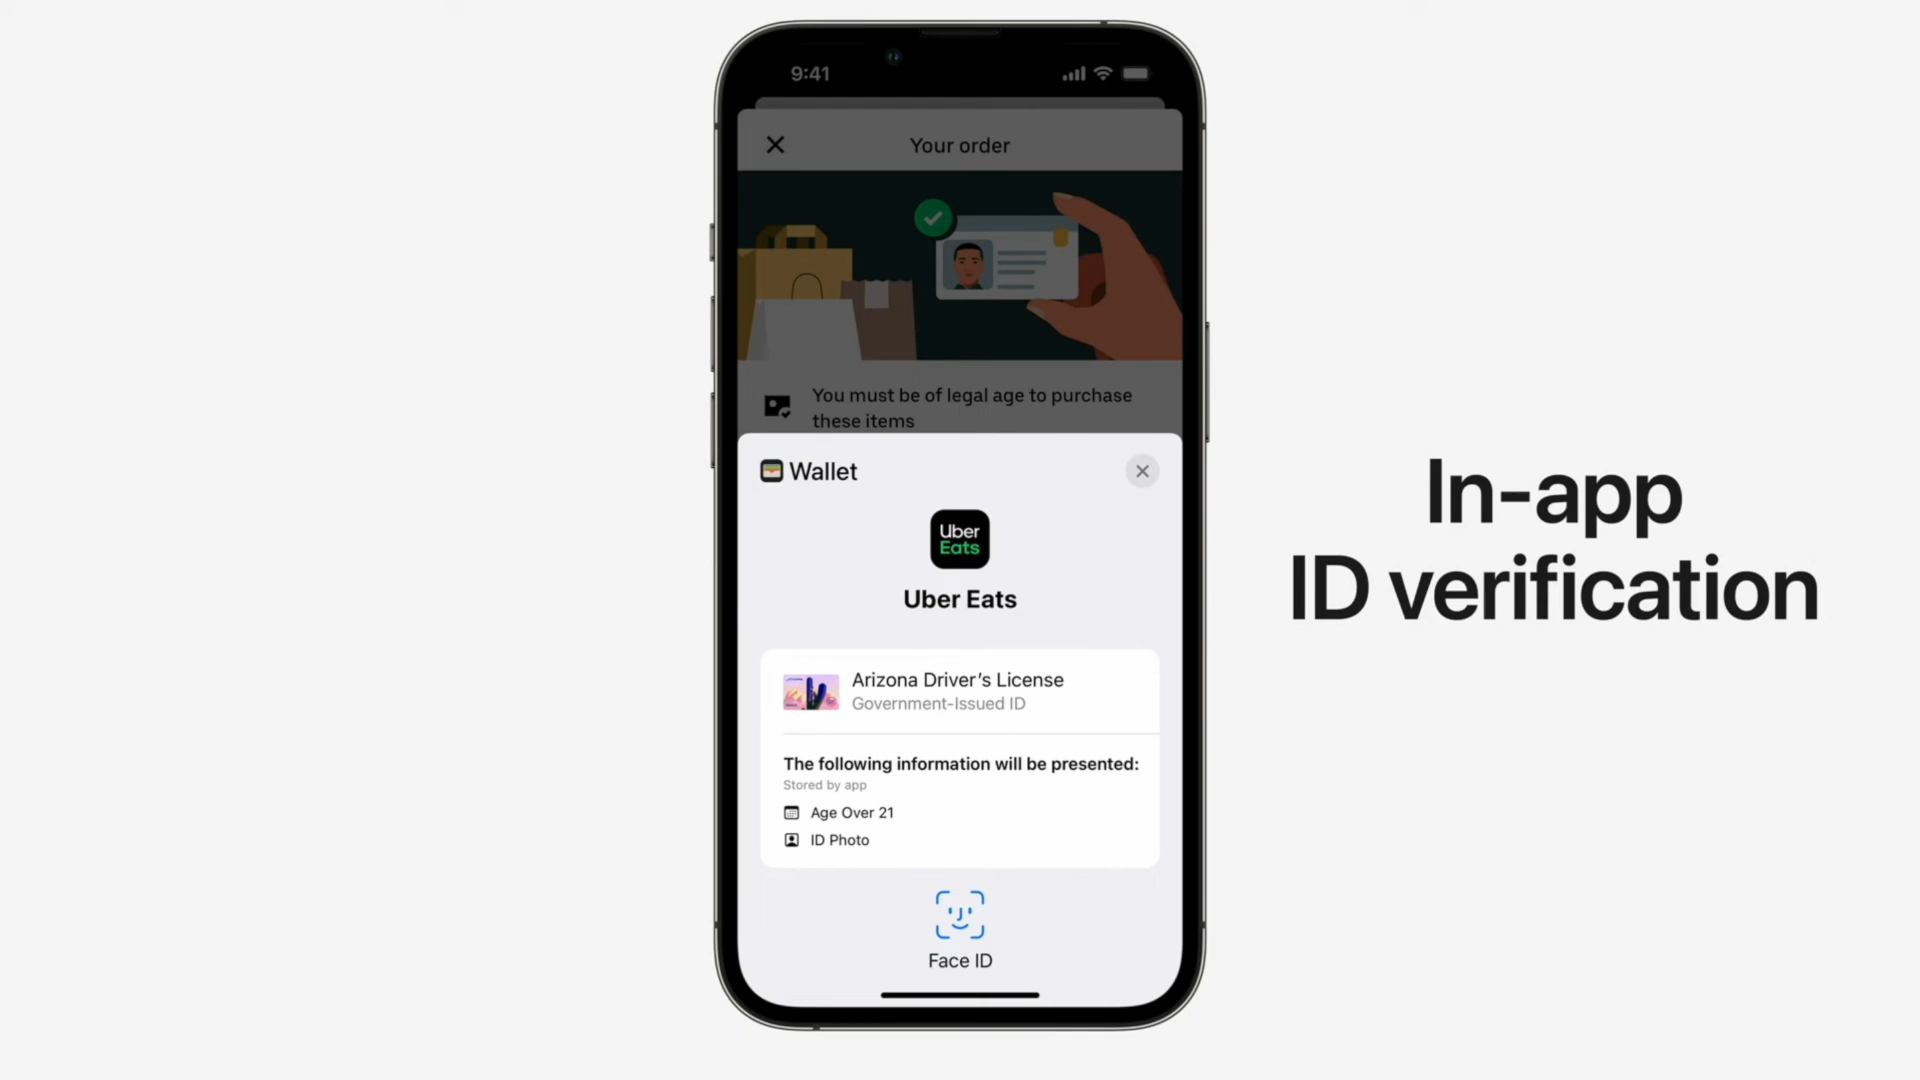 9:41
Your order
You must be of legal age to purchase
these items
Wallet
Uber
Eats
Uber Eats
Arizona Driver’s License
Government-Issued ID
The following information will be presented:
Stored by app
Age Over 21
ID Photo
Face ID
In-app
ID verification